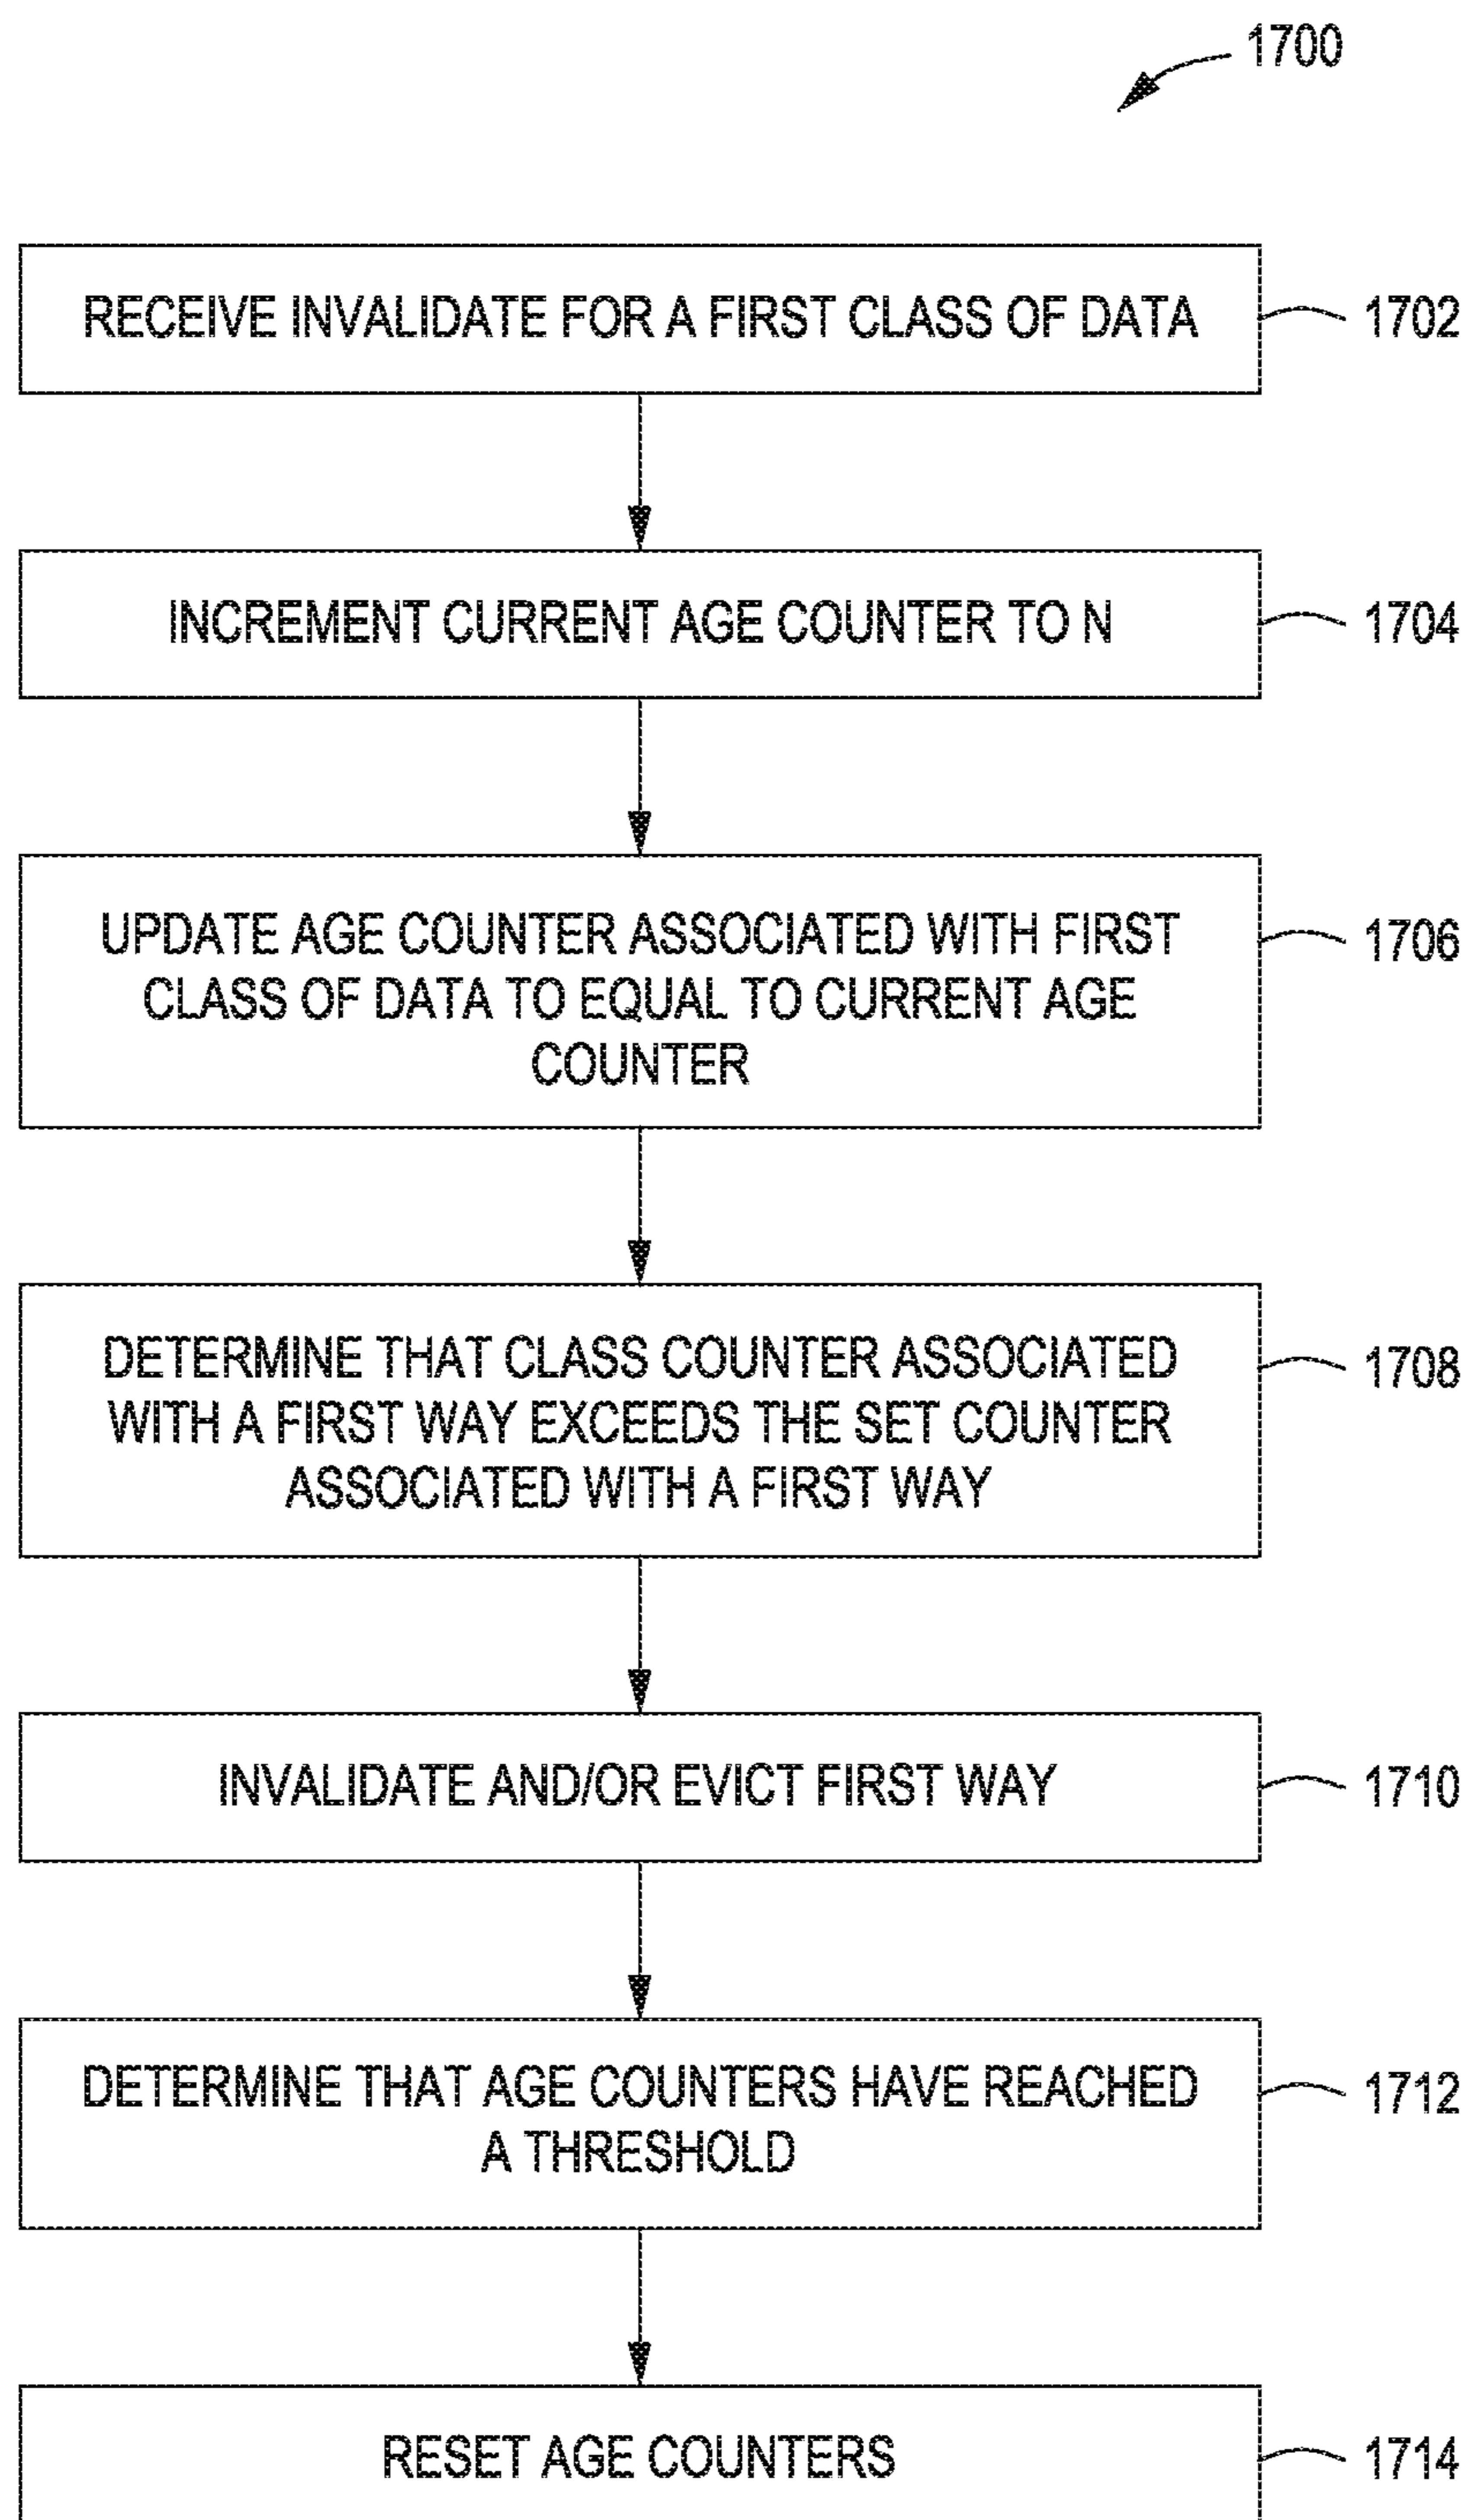 1700
RECEIVE INVALIDATE FOR A FIRST CLASS OF DATA
1702
INCREMENT CURRENT AGE COUNTER TO N
1704
UPDATE AGE COUNTER ASSOCIATED WITH FIRST
CLASS OF DATA TO EQUAL TO CURRENT AGE
COUNTER
1706
DETERMINE THAT CLASS COUNTER ASSOCIATED
WITH A FIRST WAY EXCEEDS THE SET COUNTER
ASSOCIATED WITH A FIRST WAY
1708
INVALIDATE AND/OR EVICT FIRST WAY
1710
DETERMINE THAT AGE COUNTERS HAVE REACHED
A THRESHOLD
1712
RESET AGE COUNTERS
1714